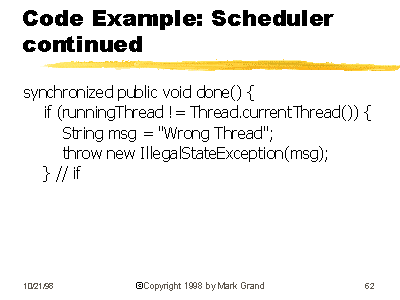 Code Example: Scheduler
continued
synchronized public void done() {
if (runningThread != Thread.currentThread()) {
String msg = "Wrong Thread";
throw new IllegalStateException(msg);
} // if
10/21/98 ©Copyright 1998 by Mark Grand 62